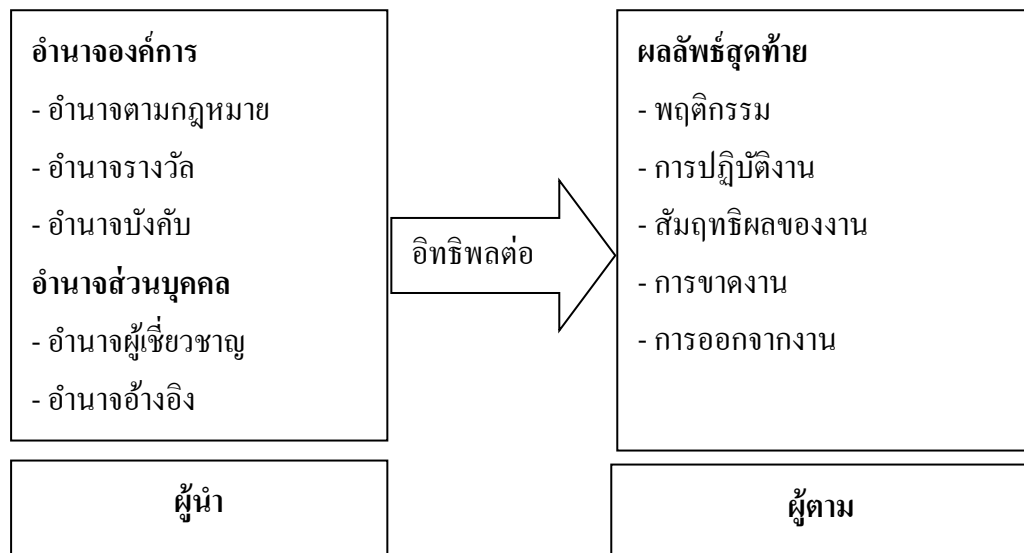 อำนาจองค์การ
- อำนาจตามกฎหมาย
- อำนาจรางวัล
- อำนาจบังคับ
อำนาจส่วนบุคคล
- อำนาจผู้เชี่ยวชาญ
- อำนาจอ้างอิง
ผู้นำ
อิทธิพลต่อ
ผลลัพธ์สุดท้าย
- พฤติกรรม
- การปฏิบัติงาน
- สัมฤทธิผลของงาน
- การขาดงาน
- การออกจากงาน
ผู้ตาม